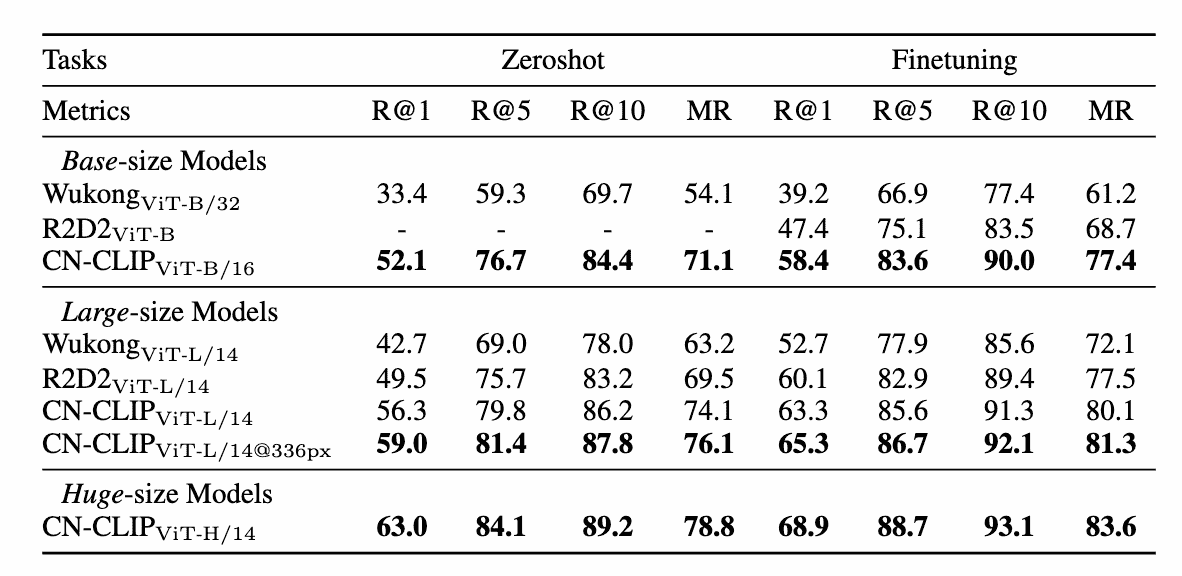 Tasks Zeroshot Finetuning
Metrics R@1 R@5 R@10 MR R@1 R@5 R@10 MR
Base-size Models
WukongViT-B/32 33.4 59.3 69.7 54.1 39.2 66.9 77.4 61.2
R2D2ViT-B - - - - 47.4 75.1 83.5 68.7
CN-CLIPViT-B/16 52.1 76.7 84.4 71.1 58.4 83.6 90.0 77.4
Large-size Models
WukongViT-L/14 42.7 69.0 78.0 63.2 52.7 77.9 85.6 72.1
R2D2ViT-L/14 49.5 75.7 83.2 69.5 60.1 82.9 89.4 77.5
CN-CLIPViT-L/14 56.3 79.8 86.2 74.1 63.3 85.6 91.3 80.1
CN-CLIPViT-L/14@336px 59.0 81.4 87.8 76.1 65.3 86.7 92.1 81.3
Huge-size Models
CN-CLIPViT-H/14 63.0 84.1 89.2 78.8 68.9 88.7 93.1 83.6